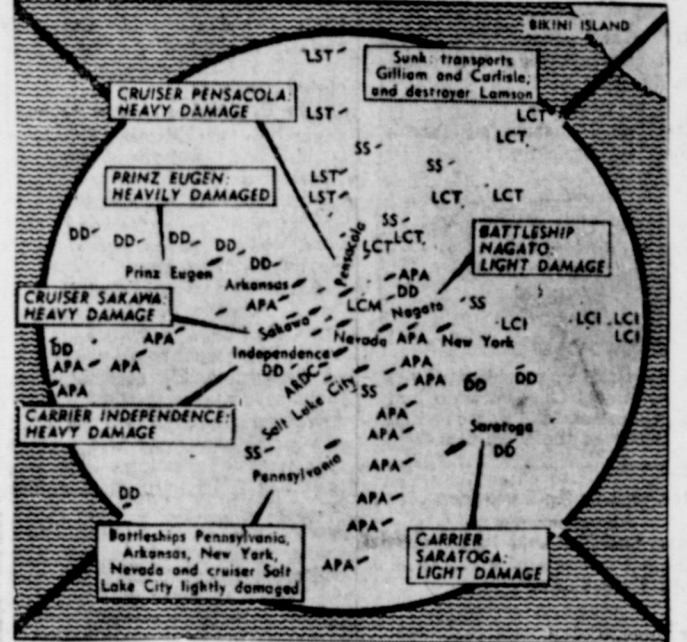 BIKINI ISLAND
LST
Sunk: transports
Gilliam and Carlisle,
and destroyer Lamson
CRUISER PENSACOLA:
HEAVY DAMAGE
LST
LCT
LCT
SS
SS
PRINZ EUGEN:
HEAVILY DAMAGED
LST
LST
LCT
LCT
SS
BATTLESHIP
NAGATO:
LIGHT DAMAGE
DD
DD
DD
DD
DD
Pensacola
LCT
LCT
Prinz Eugen
Arkansas
APA
DD
CRUISER SAKAWA:
HEAVY DAMAGE
APA
LCM
Nagato
SS
Sakawa
LCI
LCI
LCI
LCI
APA
Nevada
APA
New York
DD
Independence
APA
APA
DD
APA
APA
ARDC
APA
DD
DD
Salt Lake City
SS
CARRIER INDEPENDENCE:
HEAVY DAMAGE
APA
APA
Saratoga
SS
DD
Pennsylvania
APA
DD
APA
APA
Battleships Pennsylvania,
Arkansas, New York,
Nevada and cruiser Salt
Lake City lightly damaged
CARRIER
SARATOGA:
LIGHT DAMAGE
APA